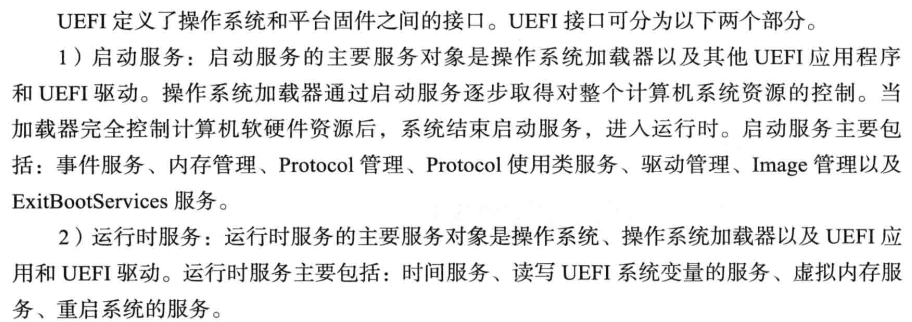 UEFI 定义了操作系统和平台固件之间的接口。UEFI 接口可分为以下两个部分。
1）启动服务：启动服务的主要服务对象是操作系统加载器以及其他 UEFI 应用程序
和 UEFI 驱动。操作系统加载器通过启动服务逐步取得对整个计算机系统资源的控制。当
加载器完全控制计算机软硬件资源后，系统结束启动服务，进入运行时。启动服务主要包
括：事件服务、内存管理、Protocol 管理、Protocol 使用类服务、驱动管理、Image 管理以及
ExitBootServices 服务。
2）运行时服务：运行时服务的主要服务对象是操作系统、操作系统加载器以及 UEFI 应
用和 UEFI 驱动。运行时服务主要包括：时间服务、读写 UEFI 系统变量的服务、虚拟内存服
务、重启系统的服务。